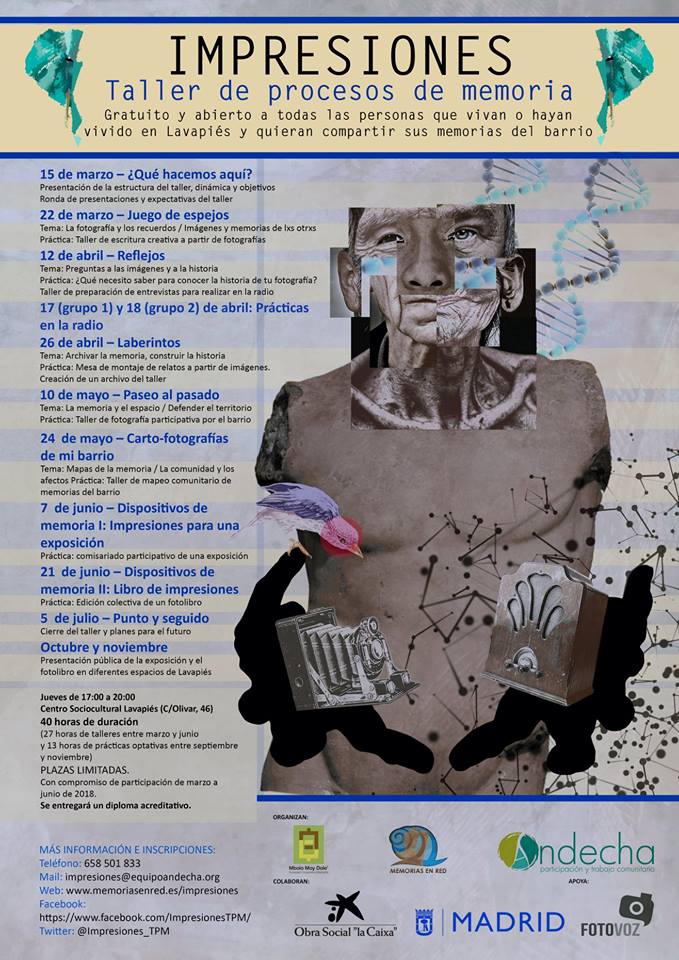 IMPRESIONES
Taller de procesos de memoria
Gratuito y abierto a todas las personas que vivan o hayan
vivido en Lavapiés y quieran compartir sus memorias del barrio
15 de marzo – ¿Qué hacemos aquí?
Presentación de la estructura del taller, dinámica y objetivos
Ronda de presentaciones y expectativas del taller
22 de marzo – Juego de espejos
Tema: La fotografía y los recuerdos / Imágenes y memorias de lxs otrxs
Práctica: Taller de escritura creativa a partir de fotografías
12 de abril – Reflejos
Tema: Preguntas a las imágenes y a la historia
Práctica: ¿Qué necesito saber para conocer la historia de tu fotografía?
Taller de preparación de entrevistas para realizar en la radio
17 (grupo 1) y 18 (grupo 2) de abril: Prácticas
en la radio
26 de abril – Laberintos
Tema: Archivar la memoria, construir la historia
Práctica: Mesa de montaje de relatos a partir de imágenes.
Creación de un archivo del taller
10 de mayo – Paseo al pasado
Tema: La memoria y el espacio / Defender el territorio
Práctica: Taller de fotografía participativa por el barrio
24 de mayo – Carto-fotografías
de mi barrio
Tema: Mapas de la memoria / La comunidad y los
afectos Práctica: Taller de mapeo comunitario de
memorias del barrio
7 de junio – Dispositivos de
memoria I: Impresiones para una
exposición
Práctica: comisariado participativo de una exposición
21 de junio – Dispositivos de
memoria II: Libro de impresiones
Práctica: Edición colectiva de un fotolibro
5 de julio – Punto y seguido
Cierre del taller y planes para el futuro
Octubre y noviembre
Presentación pública de la exposición y el
fotolibro en diferentes espacios de Lavapiés
Jueves de 17:00 a 20:00
Centro Sociocultural Lavapiés (C/Olivar, 46)
40 horas de duración
(27 horas de talleres entre marzo y junio
y 13 horas de prácticas optativas entre septiembre
y noviembre)
PLAZAS LIMITADAS.
Con compromiso de participación de marzo a
junio de 2018.
Se entregará un diploma acreditativo.
MÁS INFORMACIÓN E INSCRIPCIONES:
Teléfono: 658 501 833
Mail: impresiones@equipoandecha.org
Web: www.memoriasenred.es/impresiones
Facebook:
https://www.facebook.com/ImpresionesTPM/
Twitter: @Impresiones_TPM
ORGANIZAN:
Mbolo Moy Dole'
MEMORIAS EN RED
Andecha
participación y trabajo comunitario
COLABORAN:
Obra Social "la Caixa"
MADRID
APOYA:
FOTOVOZ